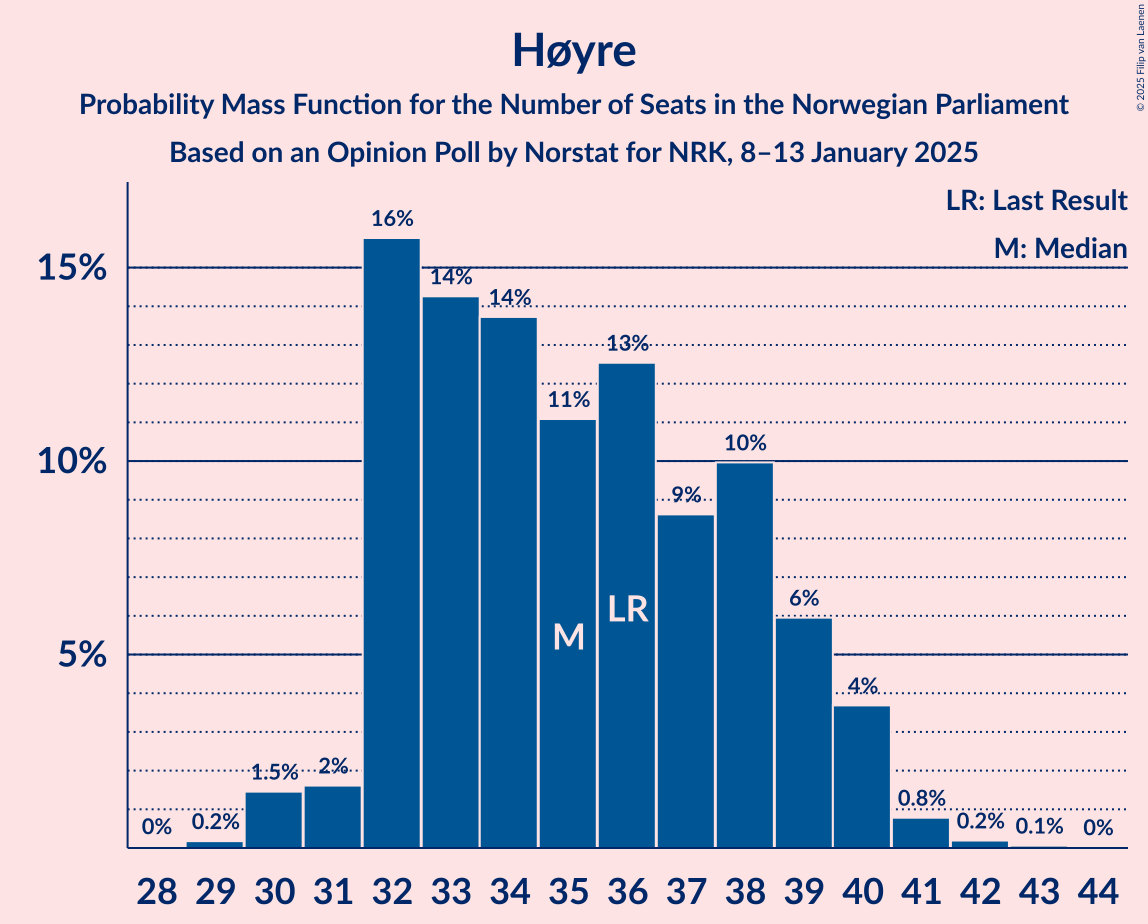 Høyre
Probability Mass Function for the Number of Seats in the Norwegian Parliament
Based on an Opinion Poll by Norstat for NRK, 8–13 January 2025
© 2025 Filip van Laenen
LR: Last Result
M: Median
15%
10%
5%
0%
0.2%
1.5%
2%
16%
14%
14%
11%
13%
9%
10%
6%
4%
0.8%
0.2%
0.1%
0%
M
LR
28 29 30 31 32 33 34 35 36 37 38 39 40 41 42 43 44